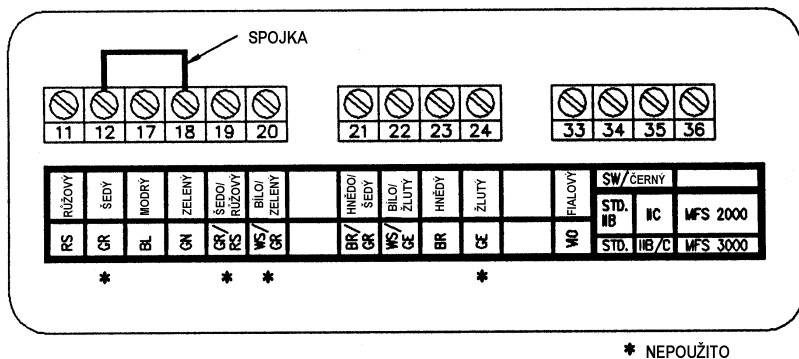 SPOJKA
11 12 17 18 19 20 21 22 23 24 33 34 35 36
RŮŽOVÝ ŠEDÝ MODRÝ ZELENÝ ŠEDO/RŮŽOVÝ BÍLO/ZELENÝ HNĚDO/ŠEDÝ BÍLO/ŽLUTÝ HNĚDÝ ŽLUTÝ FIALOVÝ SW/ČERNÝ
STD. IIB IIC MFS 2000
RS GR BL GN GR/RS WS/GR BR/GR WS/GE BR GE VIO STD. IIB/C MFS 3000
* * * *
* NEPOUŽITO